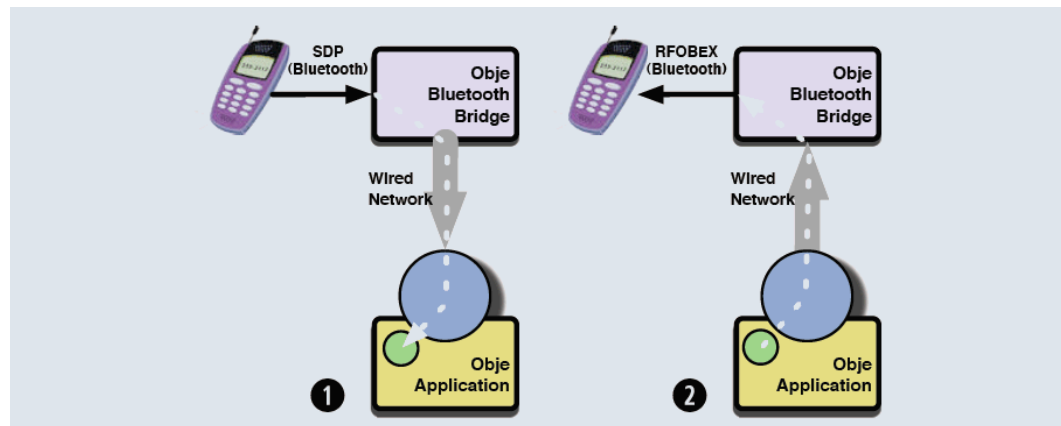 SDP
(Bluetooth)
Obje
Bluetooth
Bridge
Wired
Network
Obje
Application
1
RFOBEX
(Bluetooth)
Obje
Bluetooth
Bridge
Wired
Network
Obje
Application
2